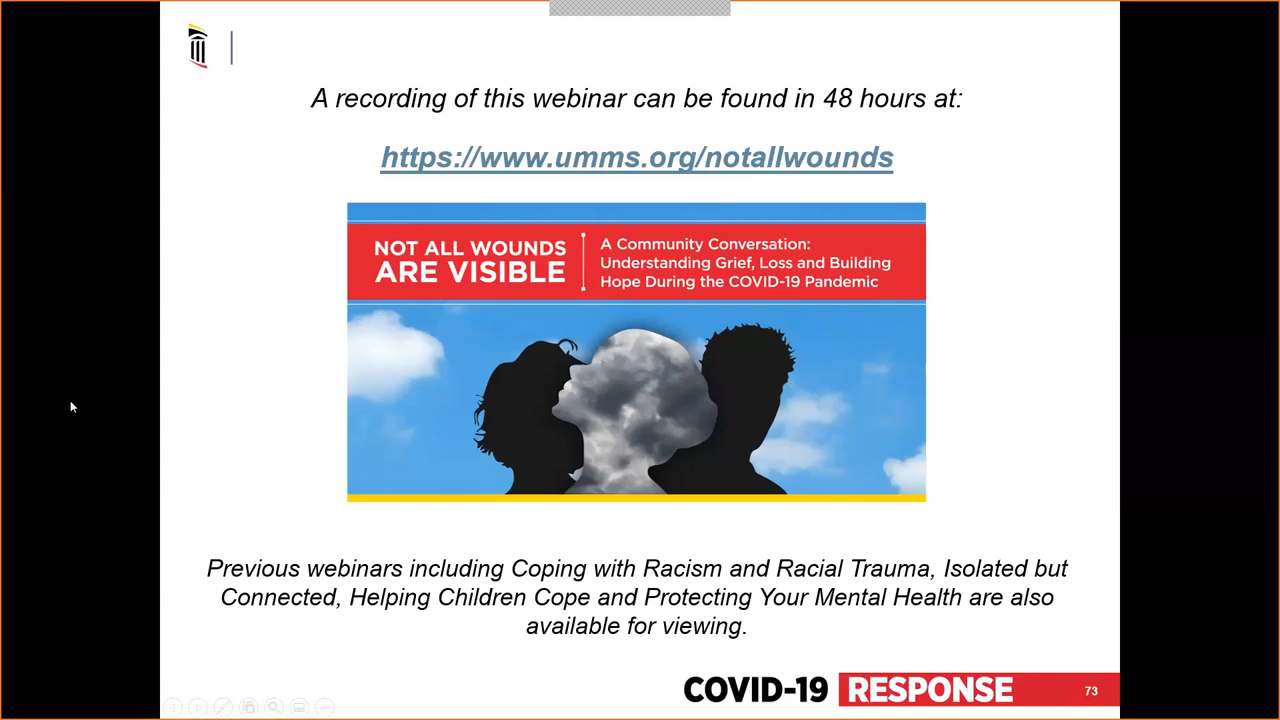 A recording of this webinar can be found in 48 hours at:
https://www.umms.org/notallwounds
NOT ALL WOUNDS
ARE VISIBLE
A Community Conversation:
Understanding Grief, Loss and Building
Hope During the COVID-19 Pandemic
Previous webinars including Coping with Racism and Racial Trauma, Isolated but
Connected, Helping Children Cope and Protecting Your Mental Health are also
available for viewing.
COVID-19 RESPONSE
73